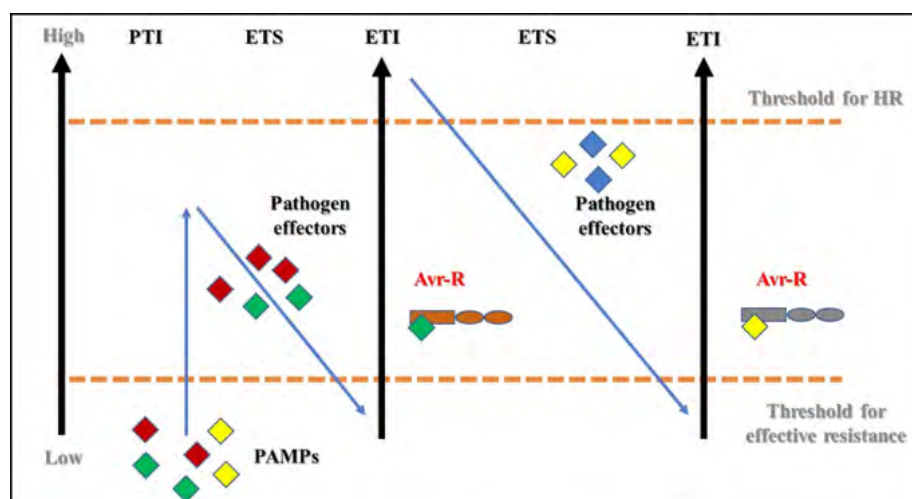 High
PTI
ETS
ETI
ETS
ETI
Threshold for HR
Pathogen
effectors
Pathogen
effectors
Avr-R
Avr-R
PAMPs
Low
Threshold for
effective resistance